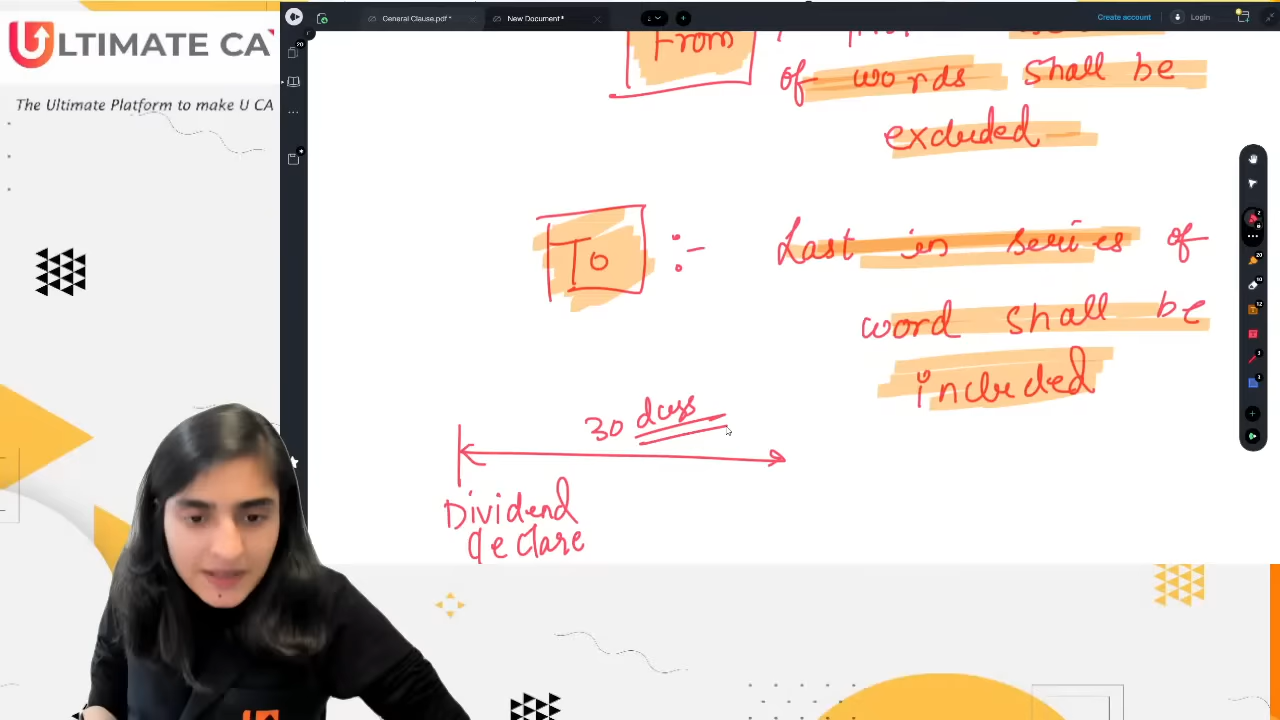 ULTIMATE CA
The Ultimate Platform to make U CA
General Clause.pdf *
New Document*
Create account
Login
From
of words shall be
excluded
To :- Last in series of
word shall be
included
30 days
Dividend
declare